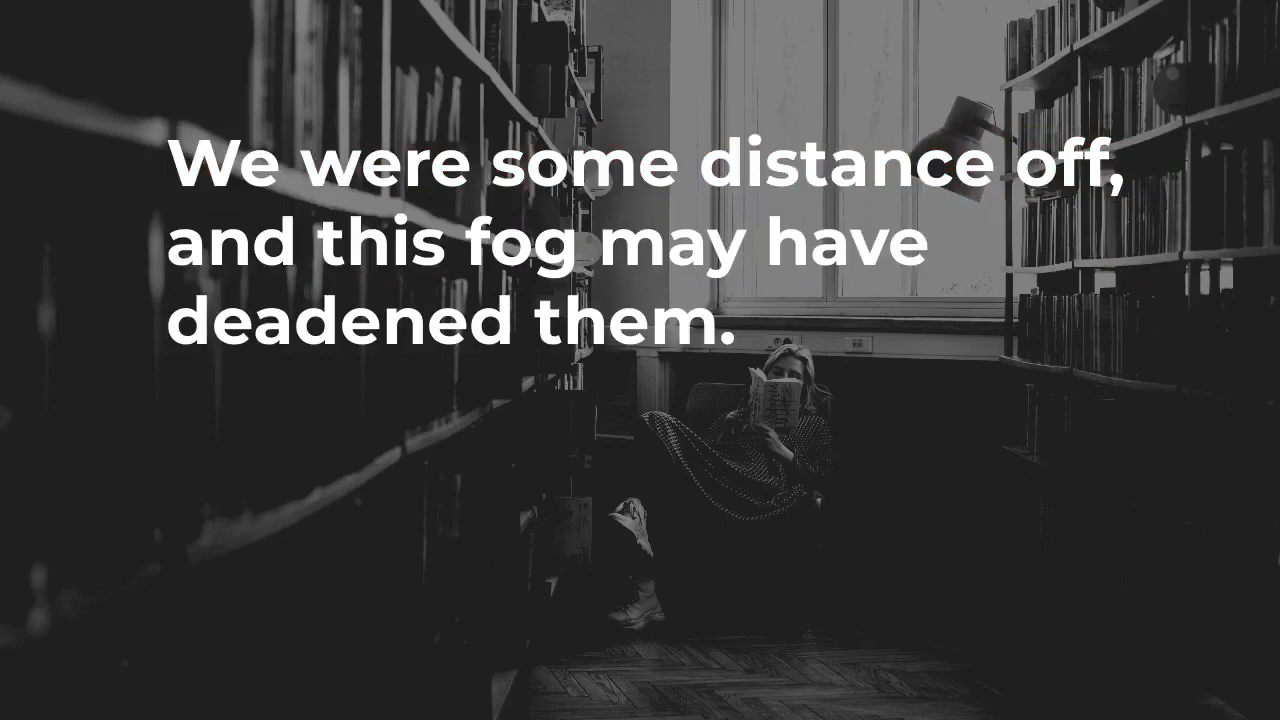 We were some distance off,
and this fog may have
deadened them.